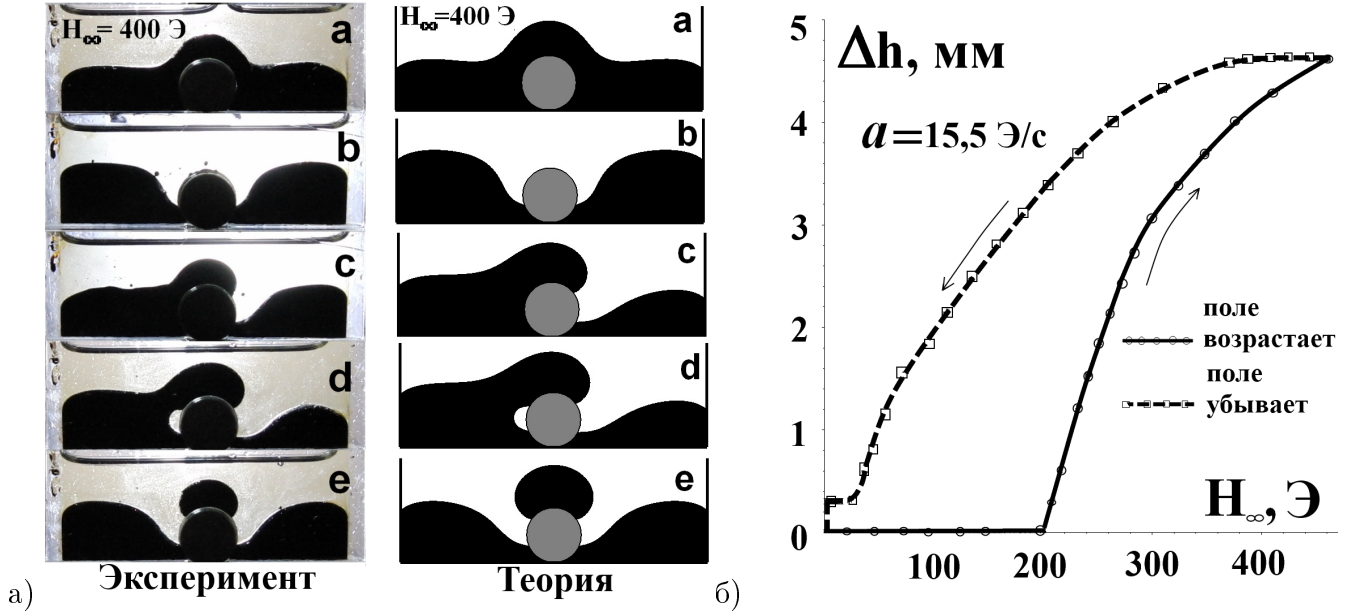 H∞= 400 Э
a
b
c
d
e
Эксперимент
а)
H∞= 400 Э
a
b
c
d
e
Теория
б)
Δh, мм
a=15,5 Э/с
5
4
3
2
1
0
100
200
300
400
поле
возрастает
поле
убывает
H∞, Э